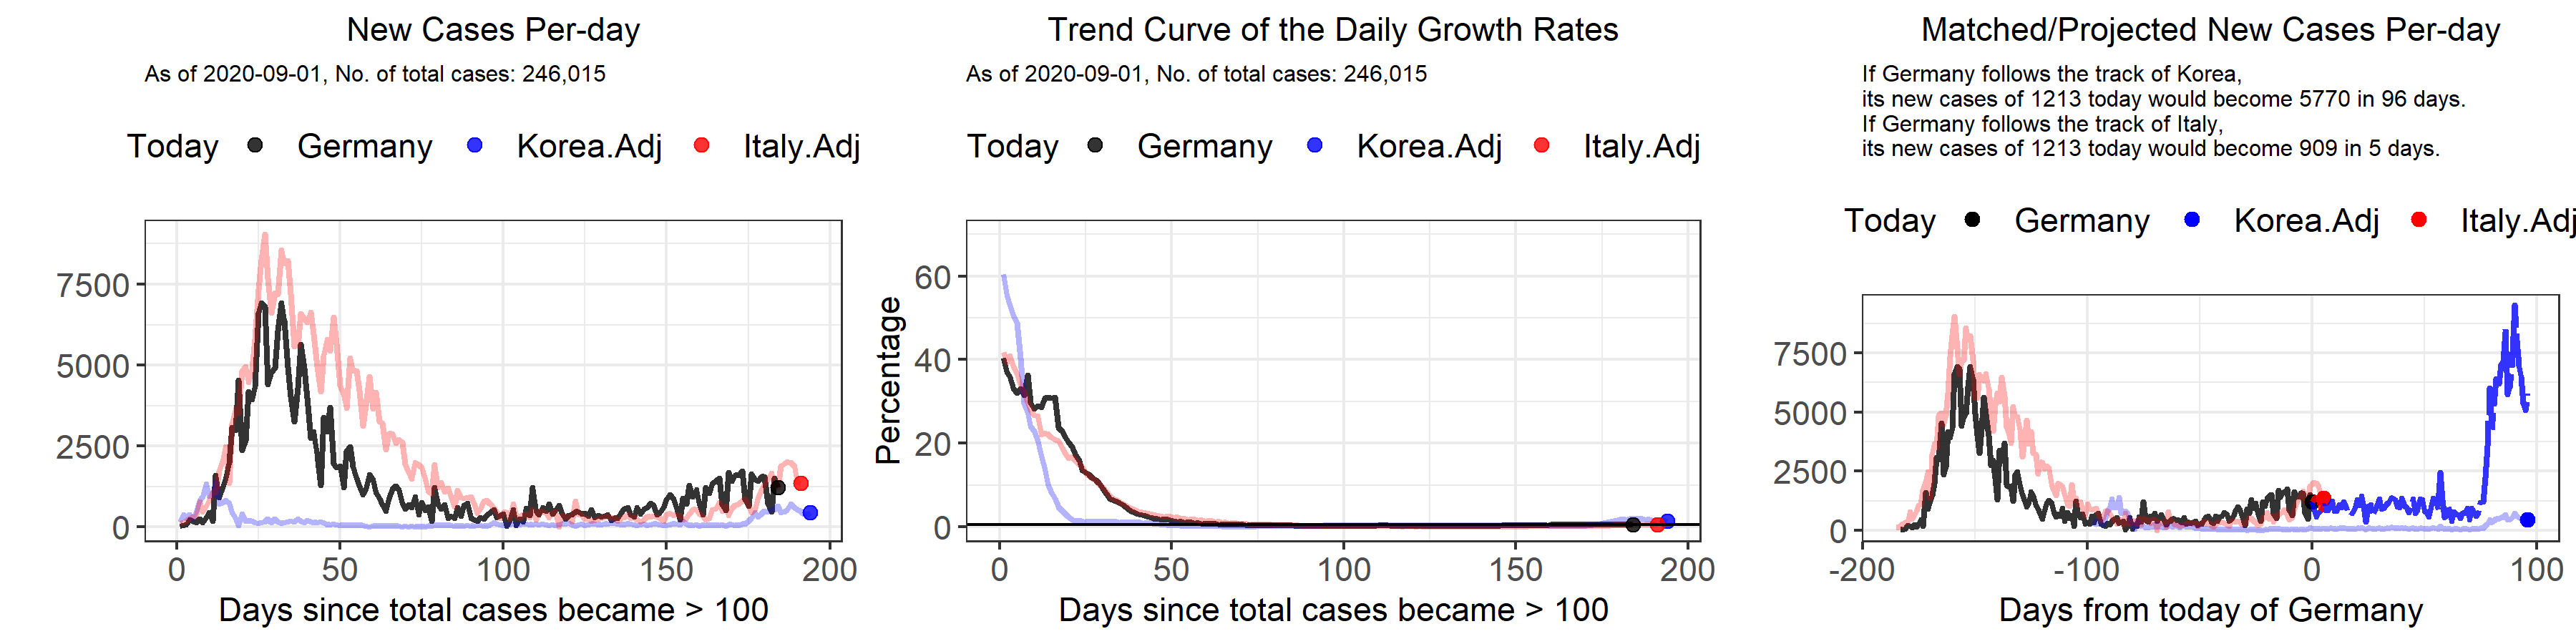 New Cases Per-day
As of 2020-09-01, No. of total cases: 246,015
Today Germany Korea.Adj Italy.Adj
7500
5000
2500
0
0 50 100 150 200
Days since total cases became > 100
Trend Curve of the Daily Growth Rates
As of 2020-09-01, No. of total cases: 246,015
Today Germany Korea.Adj Italy.Adj
Percentage
60
40
20
0
0 50 100 150 200
Days since total cases became > 100
Matched/Projected New Cases Per-day
If Germany follows the track of Korea,
its new cases of 1213 today would become 5770 in 96 days.
If Germany follows the track of Italy,
its new cases of 1213 today would become 909 in 5 days.
Today Germany Korea.Adj Italy.Adj
7500
5000
2500
0
-200 -100 0 100
Days from today of Germany